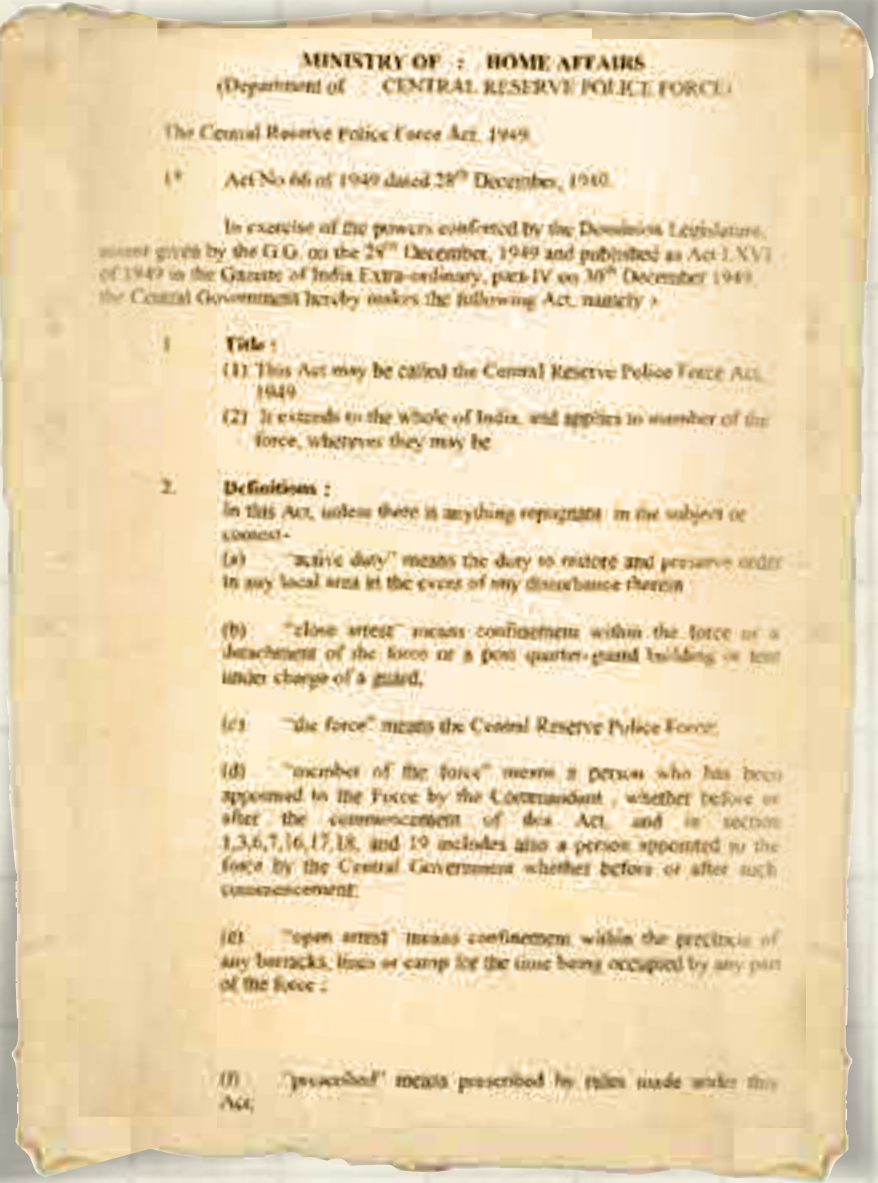 MINISTRY OF : HOME AFFAIRS
(Department of : CENTRAL RESERVE POLICE FORCE)
The Central Reserve Police Force Act, 1949
1* Act No 66 of 1949 dated 28th December, 1949.
In exercise of the powers conferred by the Dominion Legislature,
assent given by the G.G. on the 28th December, 1949 and published as Act LXVI
of 1949 in the Gazette of India Extra-ordinary, part-IV on 30th December 1949,
the Central Government hereby makes the following Act, namely :
1 Title :
(1) This Act may be called the Central Reserve Police Force Act,
1949
(2) It extends to the whole of India, and applies to member of the
force, wherever they may be
2. Definitions :
In this Act, unless there is anything repugnant in the subject or
context-
(a) "active duty" means the duty to restore and preserve order
in any local area in the event of any disturbance therein
(b) "close arrest" means confinement within the force or a
detachment of the force or a post quarter-guard building or tent
under charge of a guard,
(c) "the force" means the Central Reserve Police Force;
(d) "member of the force" means a person who has been
appointed to the Force by the Commandant , whether before or
after the commencement of this Act, and in section
1,3,6,7,16,17,18, and 19 includes also a person appointed to the
force by the Central Government whether before or after such
commencement;
(e) "open arrest" means confinement within the precincts of
any barracks, lines or camp for the time being occupied by any part
of the force ;
(f) "prescribed" means prescribed by rules made under this
Act;